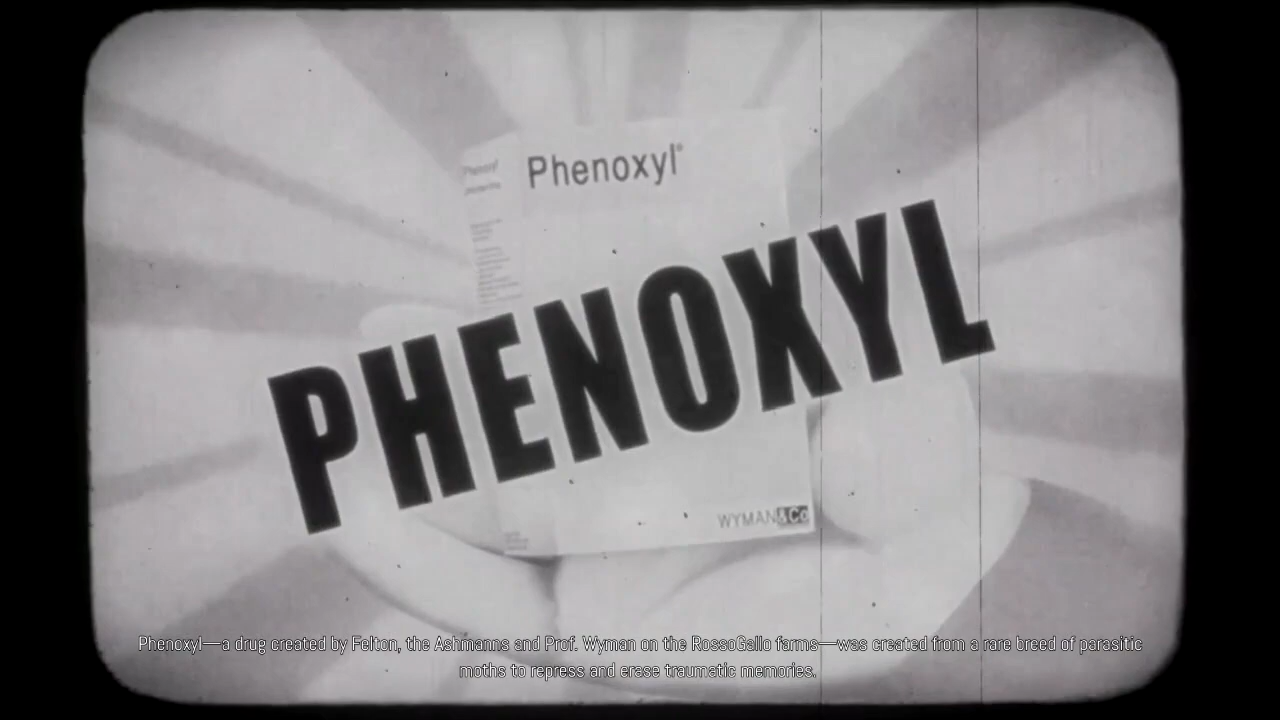 Phenoxyl®
PHENOXYL
WYMAN&Co
Phenoxyl—a drug created by Felton, the Ashmanns and Prof. Wyman on the RossoGallo farms—was created from a rare breed of parasitic
moths to repress and erase traumatic memories.